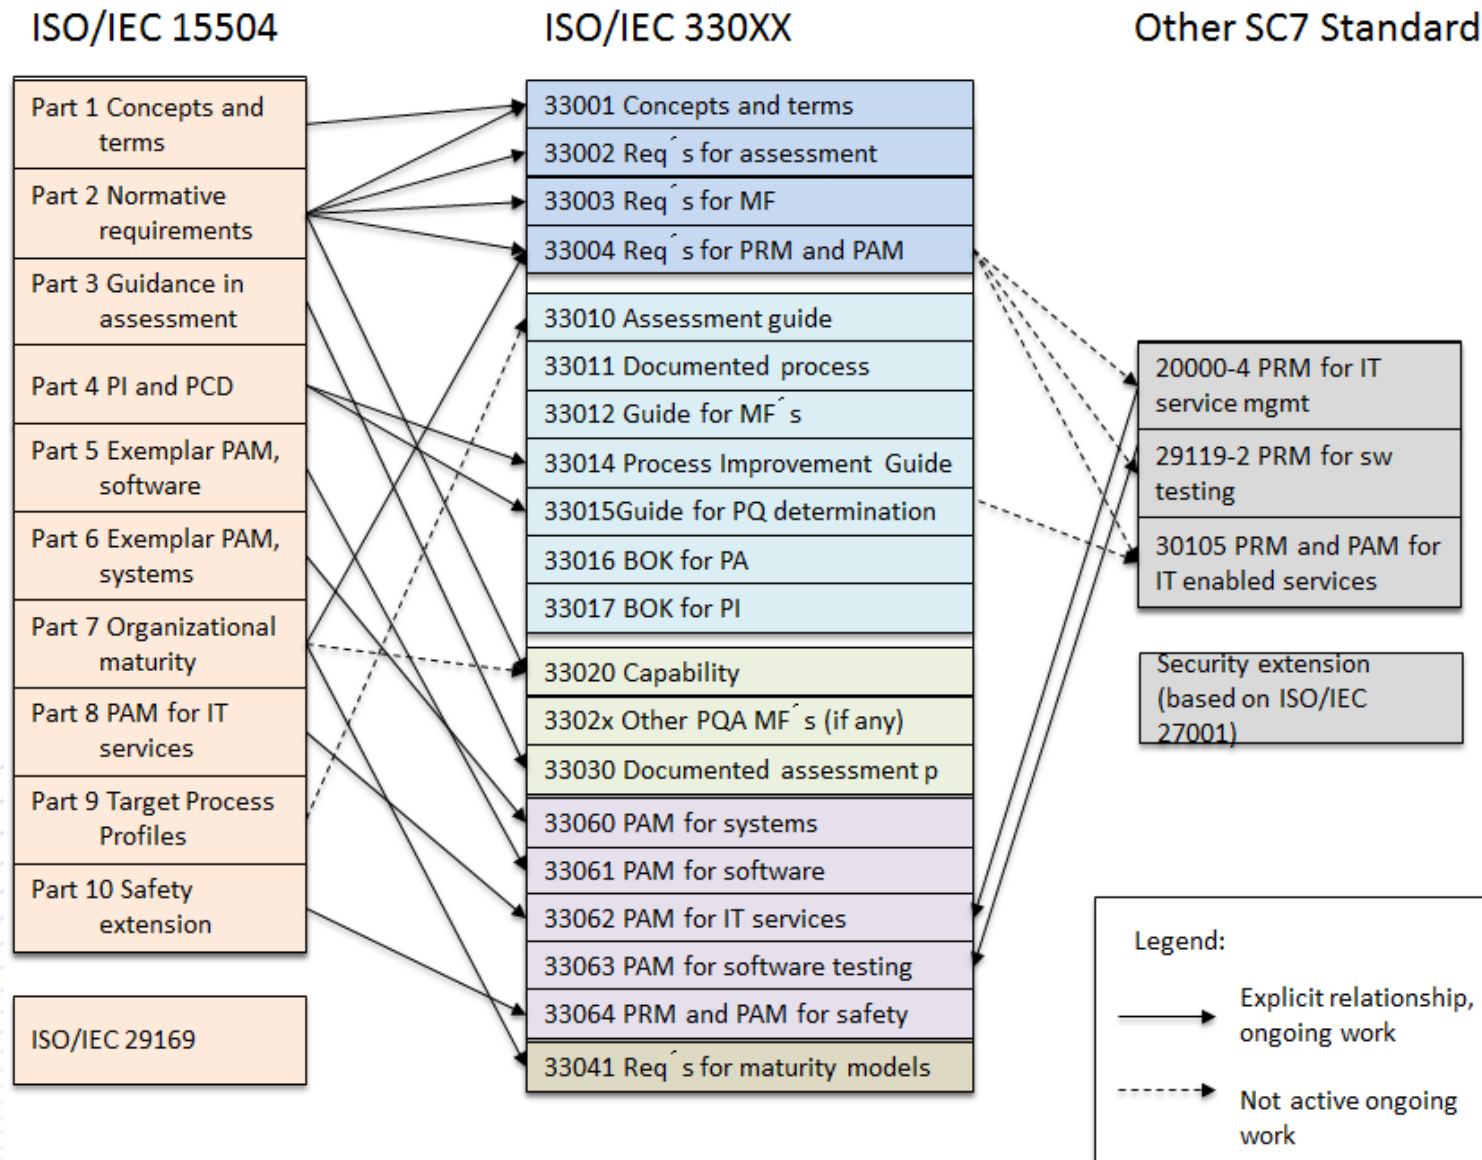 ISO/IEC 15504
ISO/IEC 330XX
Other SC7 Standard
Part 1 Concepts and
terms
Part 2 Normative
requirements
Part 3 Guidance in
assessment
Part 4 PI and PCD
Part 5 Exemplar PAM,
software
Part 6 Exemplar PAM,
systems
Part 7 Organizational
maturity
Part 8 PAM for IT
services
Part 9 Target Process
Profiles
Part 10 Safety
extension
ISO/IEC 29169
33001 Concepts and terms
33002 Req´s for assessment
33003 Req´s for MF
33004 Req´s for PRM and PAM
33010 Assessment guide
33011 Documented process
33012 Guide for MF´s
33014 Process Improvement Guide
33015Guide for PQ determination
33016 BOK for PA
33017 BOK for PI
33020 Capability
3302x Other PQA MF´s (if any)
33030 Documented assessment p
33060 PAM for systems
33061 PAM for software
33062 PAM for IT services
33063 PAM for software testing
33064 PRM and PAM for safety
33041 Req´s for maturity models
20000-4 PRM for IT
service mgmt
29119-2 PRM for sw
testing
30105 PRM and PAM for
IT enabled services
Security extension
(based on ISO/IEC
27001)
Legend:
Explicit relationship,
ongoing work
Not active ongoing
work